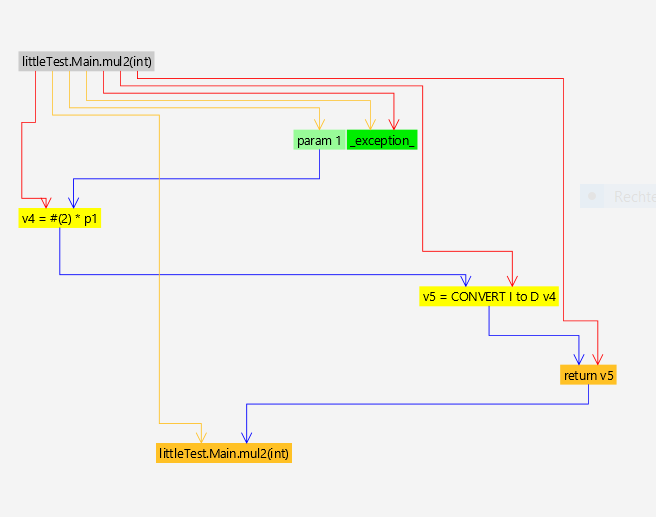 littleTest.Main.mul2(int)
param 1
_exception_
Rechte
v4 = #(2) * p1
v5 = CONVERT I to D v4
return v5
littleTest.Main.mul2(int)